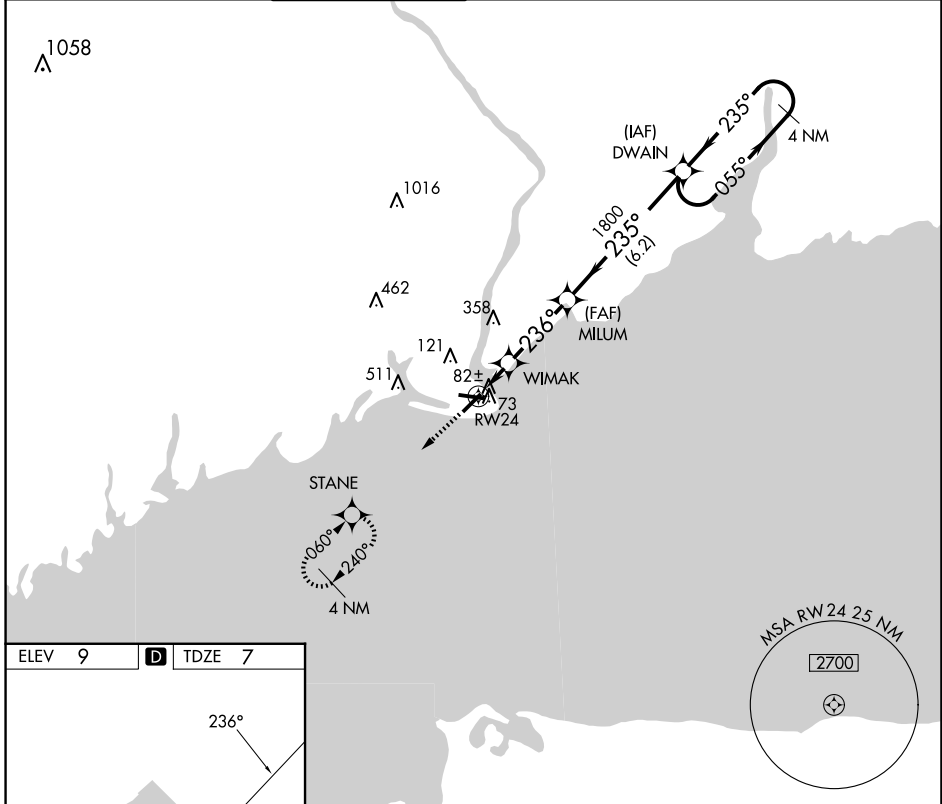 1058
(IAF)
DWAIN
235°
4 NM
055°
1016
1800
235°
(6.2)
462
358
(FAF)
MILUM
236°
121
511
82±
WIMAK
73
RW24
STANE
060°
240°
4 NM
MSA RW24 25 NM
2700
ELEV 9 D TDZE 7
236°